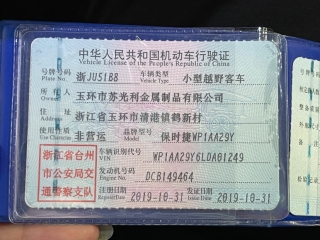 中华人民共和国机动车行驶证
Vehicle License of the People's Republic of China
号牌号码 浙JU51B8 车辆类型 小型越野客车
Plate No. Vehicle Type
所有人 玉环市苏光利金属制品有限公司
Owner
住址 浙江省玉环市清港镇鹤新村
Address
使用性质 非营运 品牌型号 保时捷WP1AA29Y
Use Character Model
浙江省台州
市公安局交
通警察支队
车辆识别代号 WP1AA29Y6LDA01249
VIN
发动机号码 DCB149464
Engine No.
注册日期 2019-10-31 发证日期 2019-10-31
Register Date Issue Date